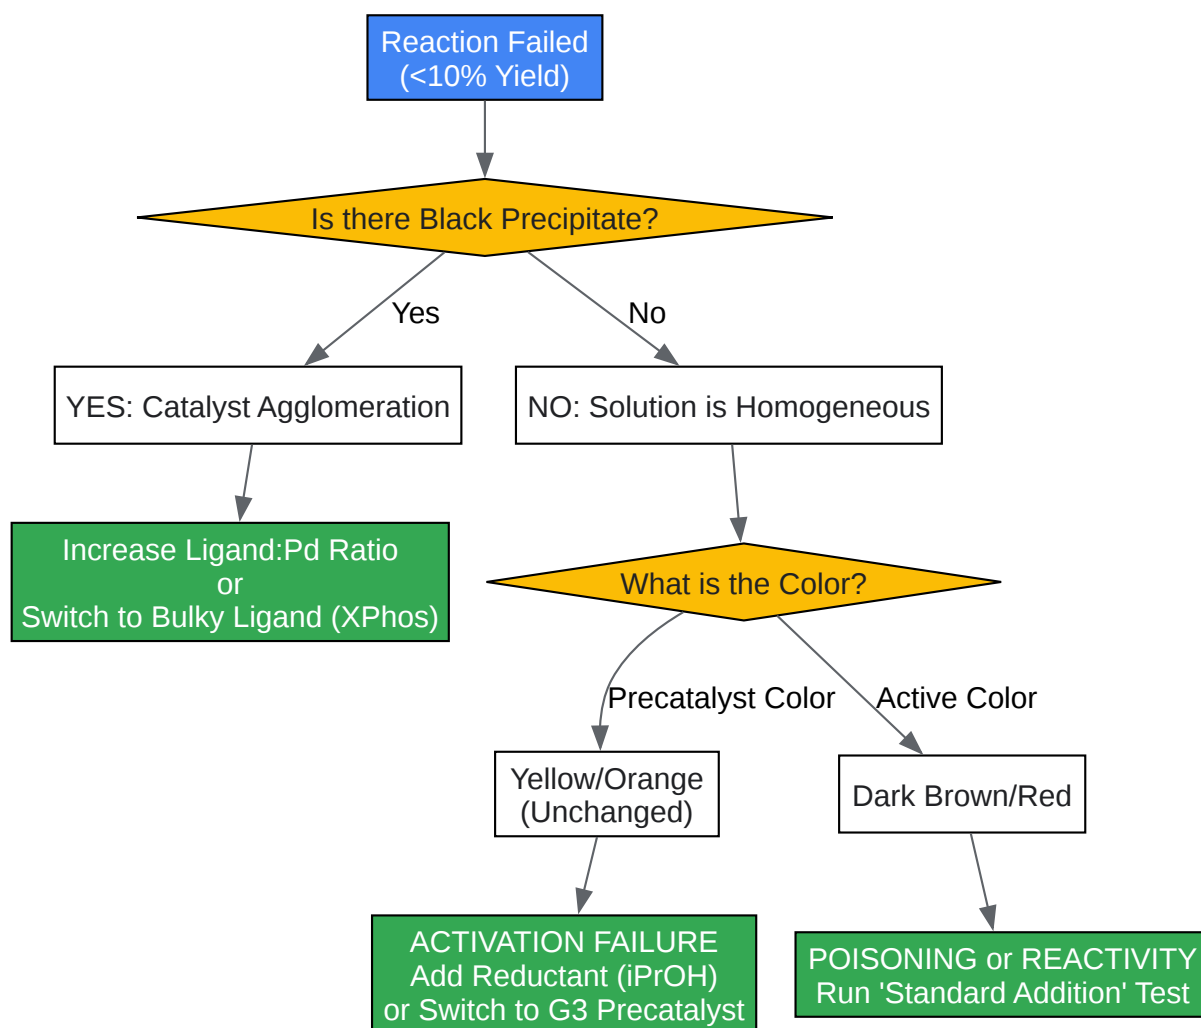 Reaction Failed
(<10% Yield)
Is there Black Precipitate?
Yes
No
YES: Catalyst Agglomeration
NO: Solution is Homogeneous
Increase Ligand:Pd Ratio
or
Switch to Bulky Ligand (XPhos)
What is the Color?
Precatalyst Color
Active Color
Yellow/Orange
(Unchanged)
Dark Brown/Red
ACTIVATION FAILURE
Add Reductant (iPrOH)
or Switch to G3 Precatalyst
POISONING or REACTIVITY
Run 'Standard Addition' Test